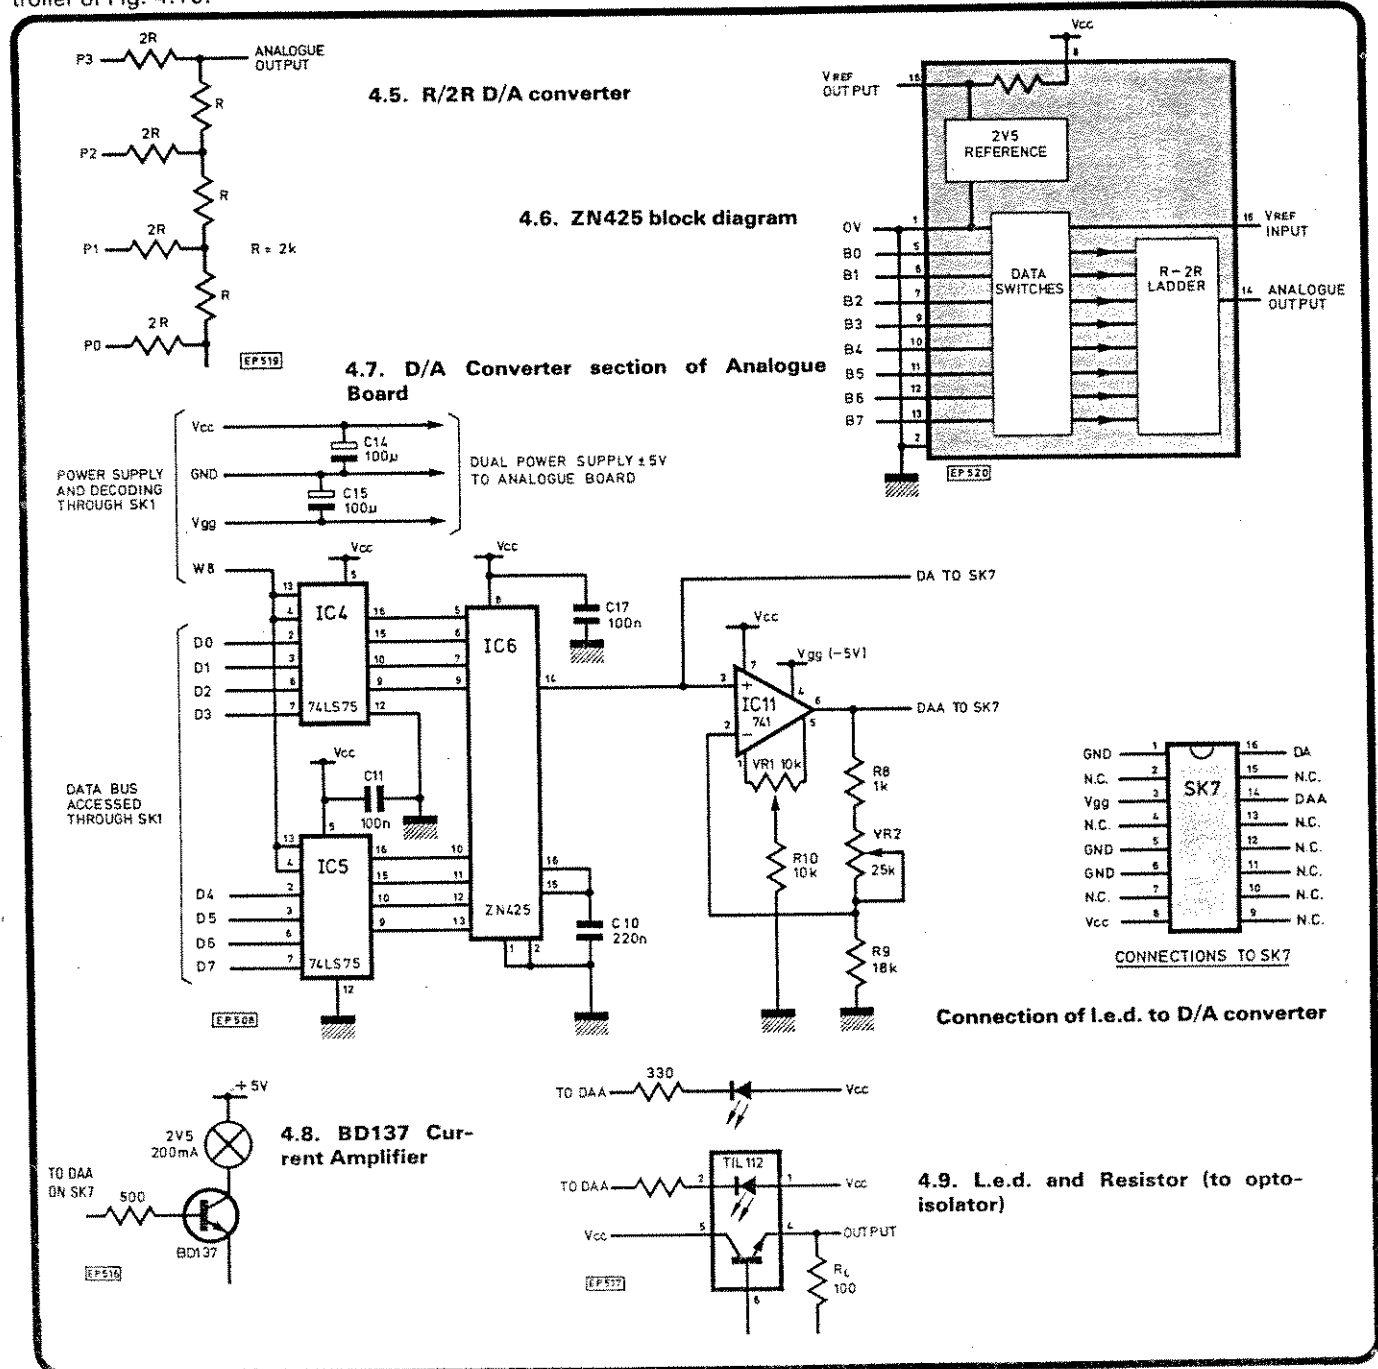 troller of Fig. 4.10.
4.5. R/2R D/A converter
P3
2R
ANALOGUE
OUTPUT
R
P2
2R
R
P1
2R
R = 2k
R
P0
2R
EP519
4.6. ZN425 block diagram
Vcc
8
VREF
OUTPUT
15
2V5
REFERENCE
0V
1
B0
5
B1
6
B2
7
B3
9
B4
10
B5
11
B6
12
B7
13
2
DATA
SWITCHES
R-2R
LADDER
16
VREF
INPUT
14
ANALOGUE
OUTPUT
EP520
4.7. D/A Converter section of Analogue
Board
POWER SUPPLY
AND DECODING
THROUGH SK1
Vcc
C14
100µ
GND
C15
100µ
Vgg
DUAL POWER SUPPLY ±5V
TO ANALOGUE BOARD
W8
Vcc
5
13
4
IC4
16
D0
2
15
D1
3
10
D2
6
9
D3
7
74LS75
12
DATA BUS
ACCESSED
THROUGH SK1
Vcc
C11
100n
5
13
4
IC5
16
10
15
11
D4
2
10
12
D5
3
9
13
D6
6
D7
7
74LS75
12
Vcc
8
5
6
7
9
IC6
14
ZN425
16
15
1
2
C17
100n
C10
220n
DA TO SK7
Vcc
7
Vgg (-5V)
4
3
+
IC11
741
2
−
6
5
1
VR1 10k
DAA TO SK7
R8
1k
VR2
25k
R10
10k
R9
18k
EP508
GND
1
16
DA
N.C.
2
15
N.C.
Vgg
3
SK7
14
DAA
N.C.
4
13
N.C.
GND
5
12
N.C.
GND
6
11
N.C.
N.C.
7
10
N.C.
Vcc
8
9
N.C.
CONNECTIONS TO SK7
Connection of l.e.d. to D/A converter
+5V
2V5
200mA
TO DAA
ON SK7
500
BD137
EP516
4.8. BD137 Cur-
rent Amplifier
TO DAA
330
Vcc
TIL112
TO DAA
2
1
Vcc
Vcc
5
4
OUTPUT
6
RL
100
EP517
4.9. L.e.d. and Resistor (to opto-
isolator)